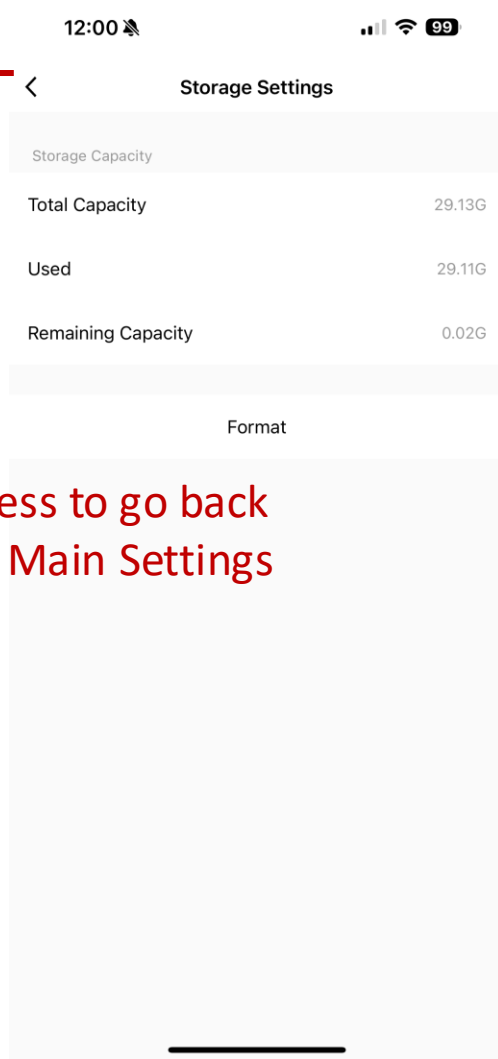 12:00
99
Storage Settings
Storage Capacity
Total Capacity 29.13G
Used 29.11G
Remaining Capacity 0.02G
Format
ess to go back
Main Settings